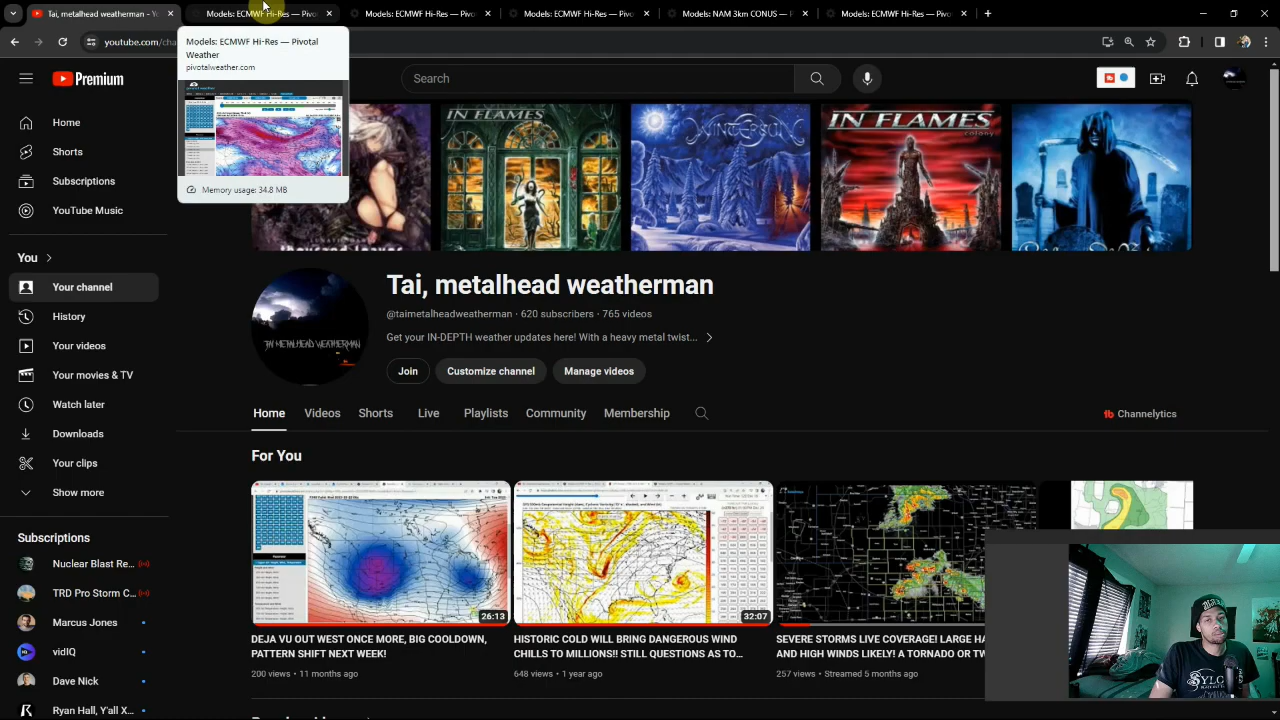 Tai, metalhead weatherman - Yo
Models: ECMWF Hi-Res — Pivo
Models: ECMWF Hi-Res — Pivo
Models: ECMWF Hi-Res — Pivo
Models: NAM 3km CONUS — P
Models: ECMWF Hi-Res — Pivo
youtube.com/cha
Models: ECMWF Hi-Res — Pivotal
Weather
pivotalweather.com
Memory usage: 34.8 MB
Premium
Search
Home
Shorts
Subscriptions
YouTube Music
You
Your channel
History
Your videos
Your movies & TV
Watch later
Downloads
Your clips
Show more
Subscriptions
Nuclear Blast Re...
Live Pro Storm C...
Marcus Jones
vidIQ
Dave Nick
Ryan Hall, Y'all X...
thousand leaves
IN FLAMES
IN FLAMES
colony
TAI METALHEAD WEATHERMAN
Tai, metalhead weatherman
@taimetalheadweatherman · 620 subscribers · 765 videos
Get your IN-DEPTH weather updates here! With a heavy metal twist...
Join
Customize channel
Manage videos
Home
Videos
Shorts
Live
Playlists
Community
Membership
Channelytics
For You
26:13
DEJA VU OUT WEST ONCE MORE, BIG COOLDOWN,
PATTERN SHIFT NEXT WEEK!
200 views • 11 months ago
32:07
HISTORIC COLD WILL BRING DANGEROUS WIND
CHILLS TO MILLIONS!! STILL QUESTIONS AS TO...
648 views • 1 year ago
SEVERE STORMS LIVE COVERAGE! LARGE HA
AND HIGH WINDS LIKELY! A TORNADO OR TW
257 views • Streamed 5 months ago